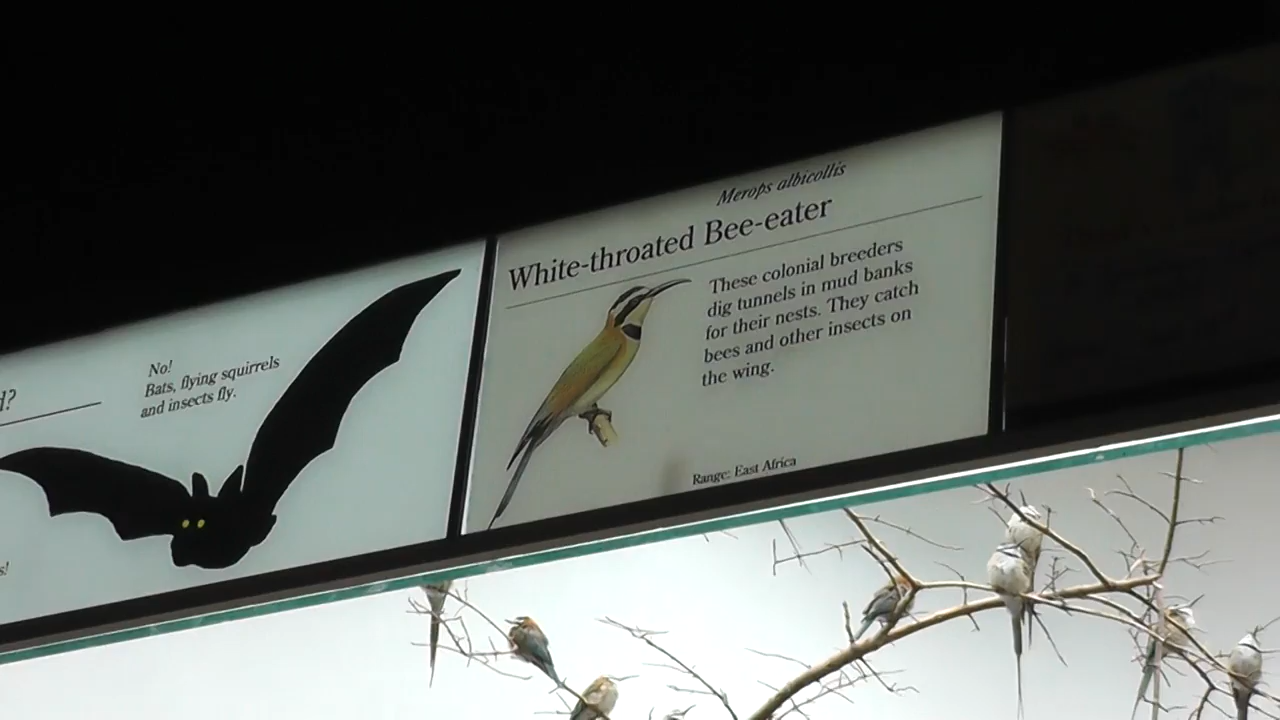 No!
Bats, flying squirrels
and insects fly.
Merops albicollis
White-throated Bee-eater
These colonial breeders
dig tunnels in mud banks
for their nests. They catch
bees and other insects on
the wing.
Range: East Africa